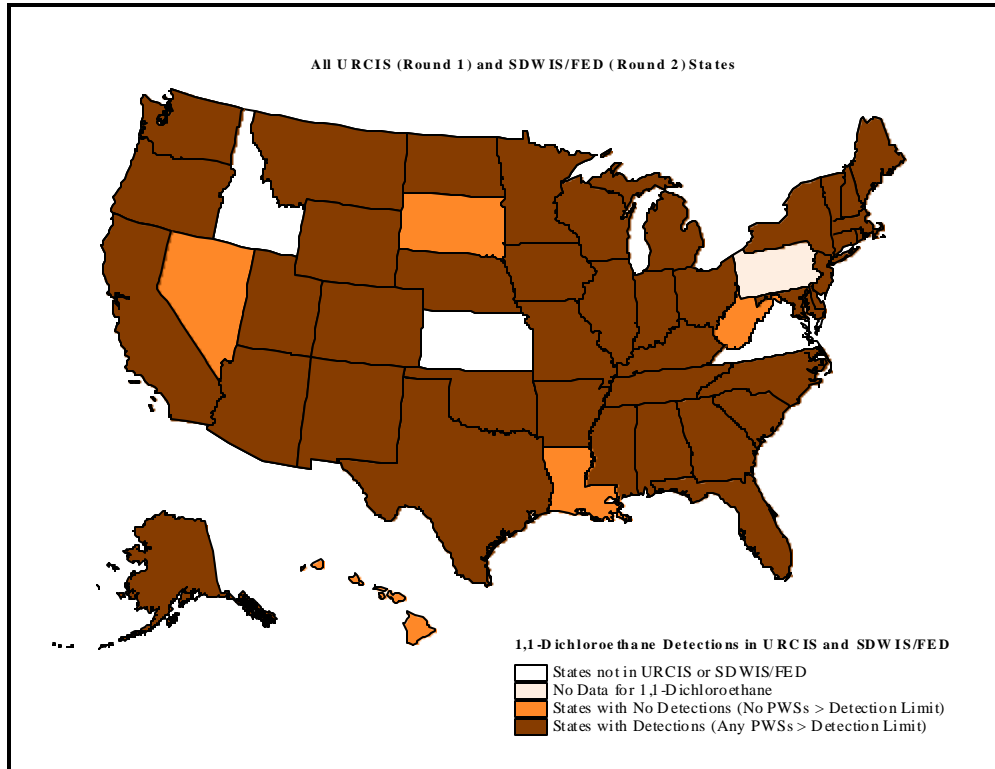 All URCIS (Round 1) and SDWIS/FED (Round 2) States
1,1-Dichloroethane Detections in URCIS and SDWIS/FED
States not in URCIS or SDWIS/FED
No Data for 1,1-Dichloroethane
States with No Detections (No PWSs > Detection Limit)
States with Detections (Any PWSs > Detection Limit)